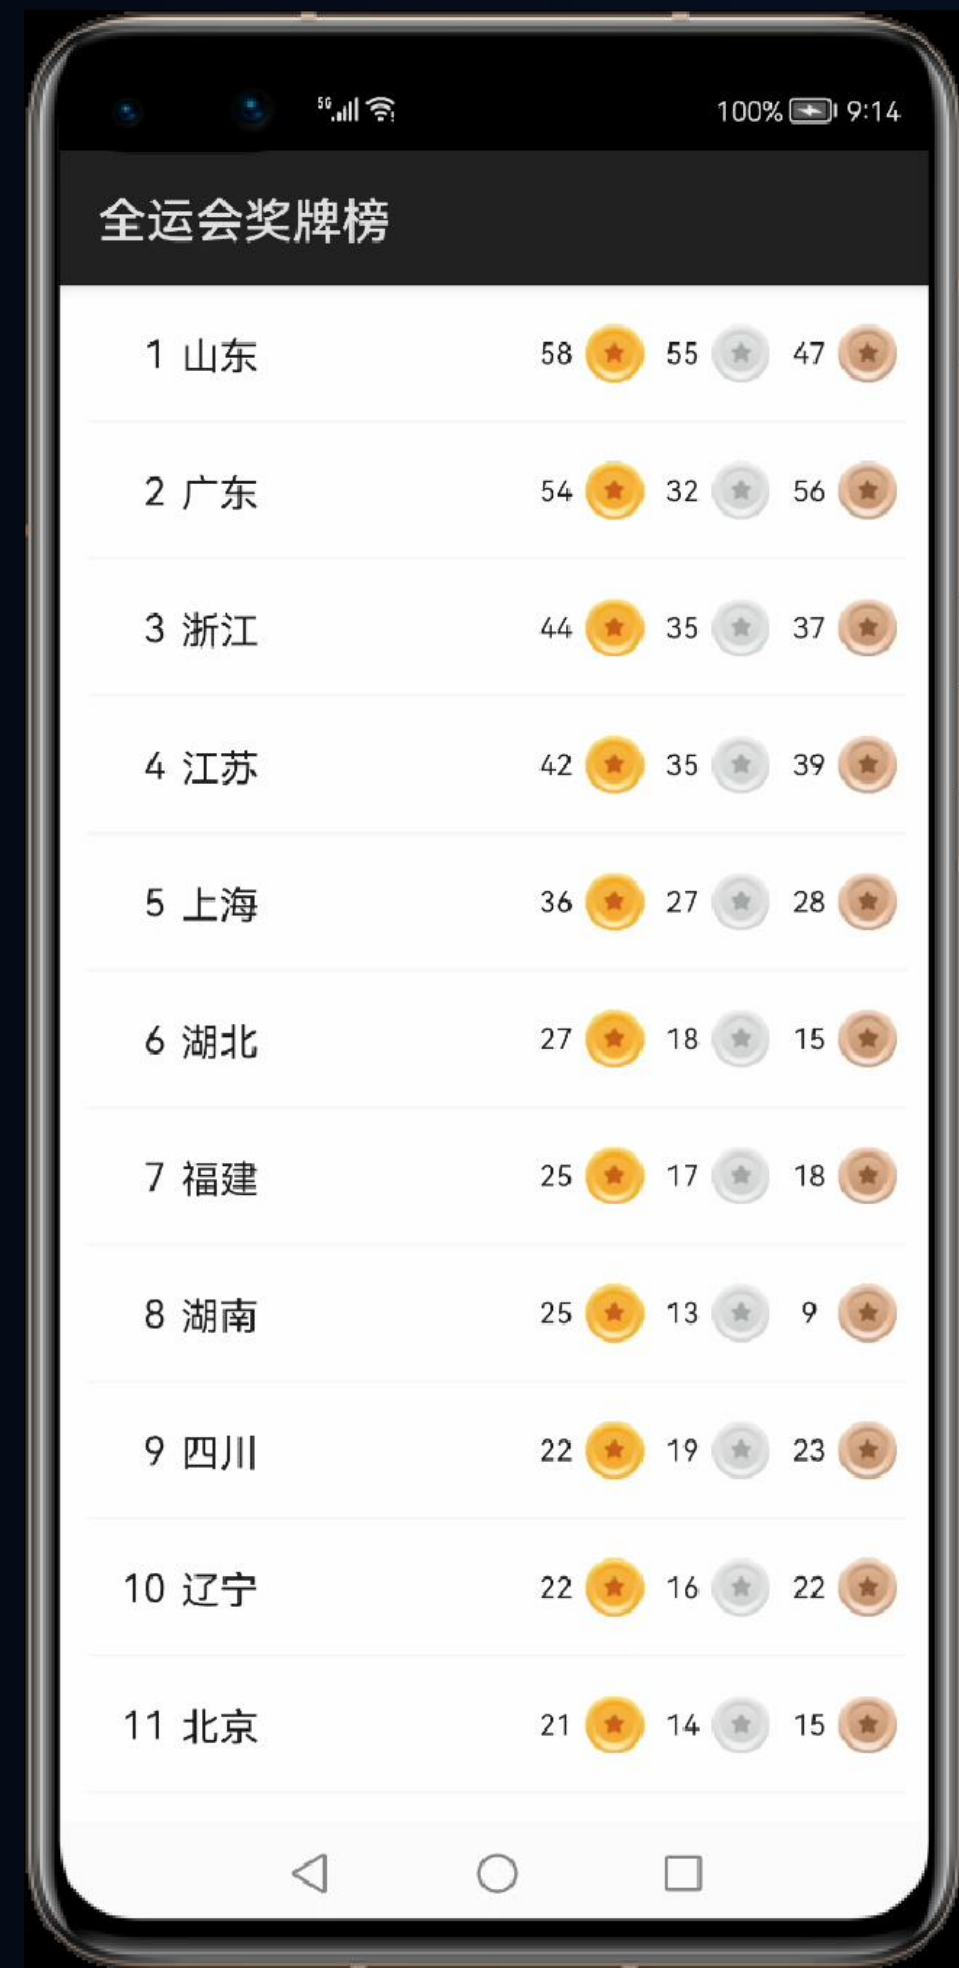 5G 100% 9:14
全运会奖牌榜
1 山东 58 55 47
2 广东 54 32 56
3 浙江 44 35 37
4 江苏 42 35 39
5 上海 36 27 28
6 湖北 27 18 15
7 福建 25 17 18
8 湖南 25 13 9
9 四川 22 19 23
10 辽宁 22 16 22
11 北京 21 14 15